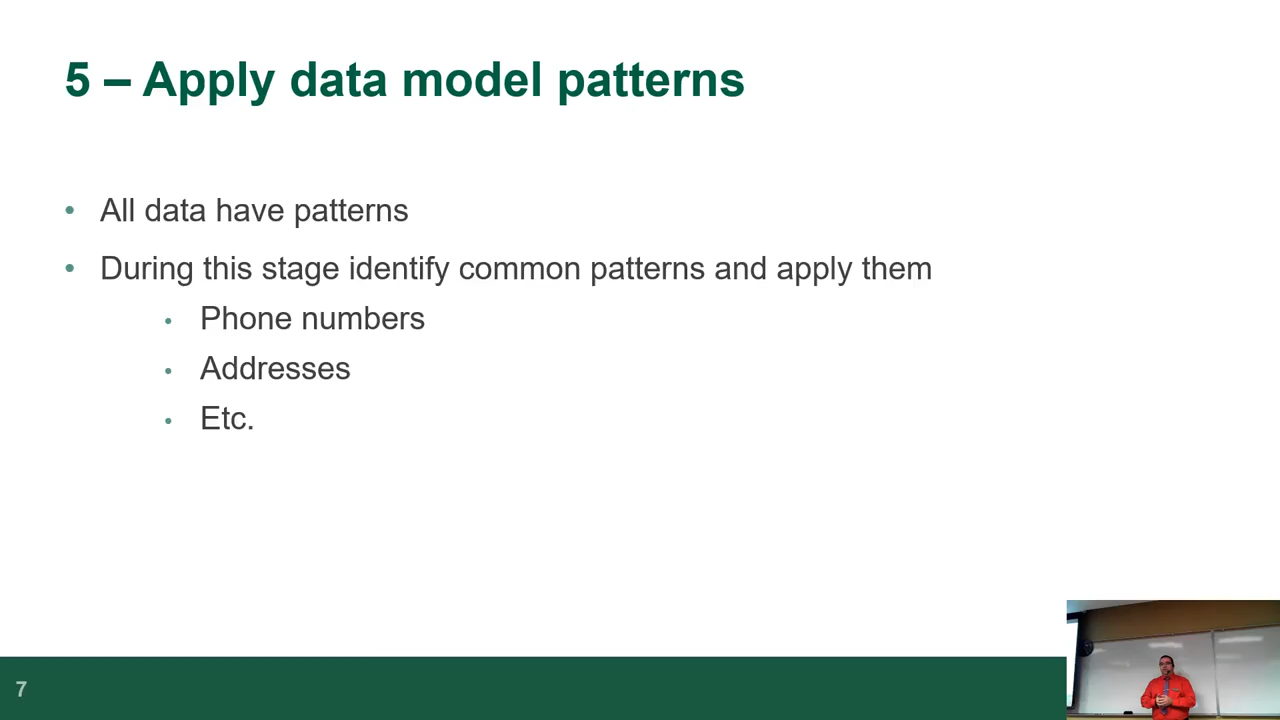 5 – Apply data model patterns
• All data have patterns
• During this stage identify common patterns and apply them
• Phone numbers
• Addresses
• Etc.
7